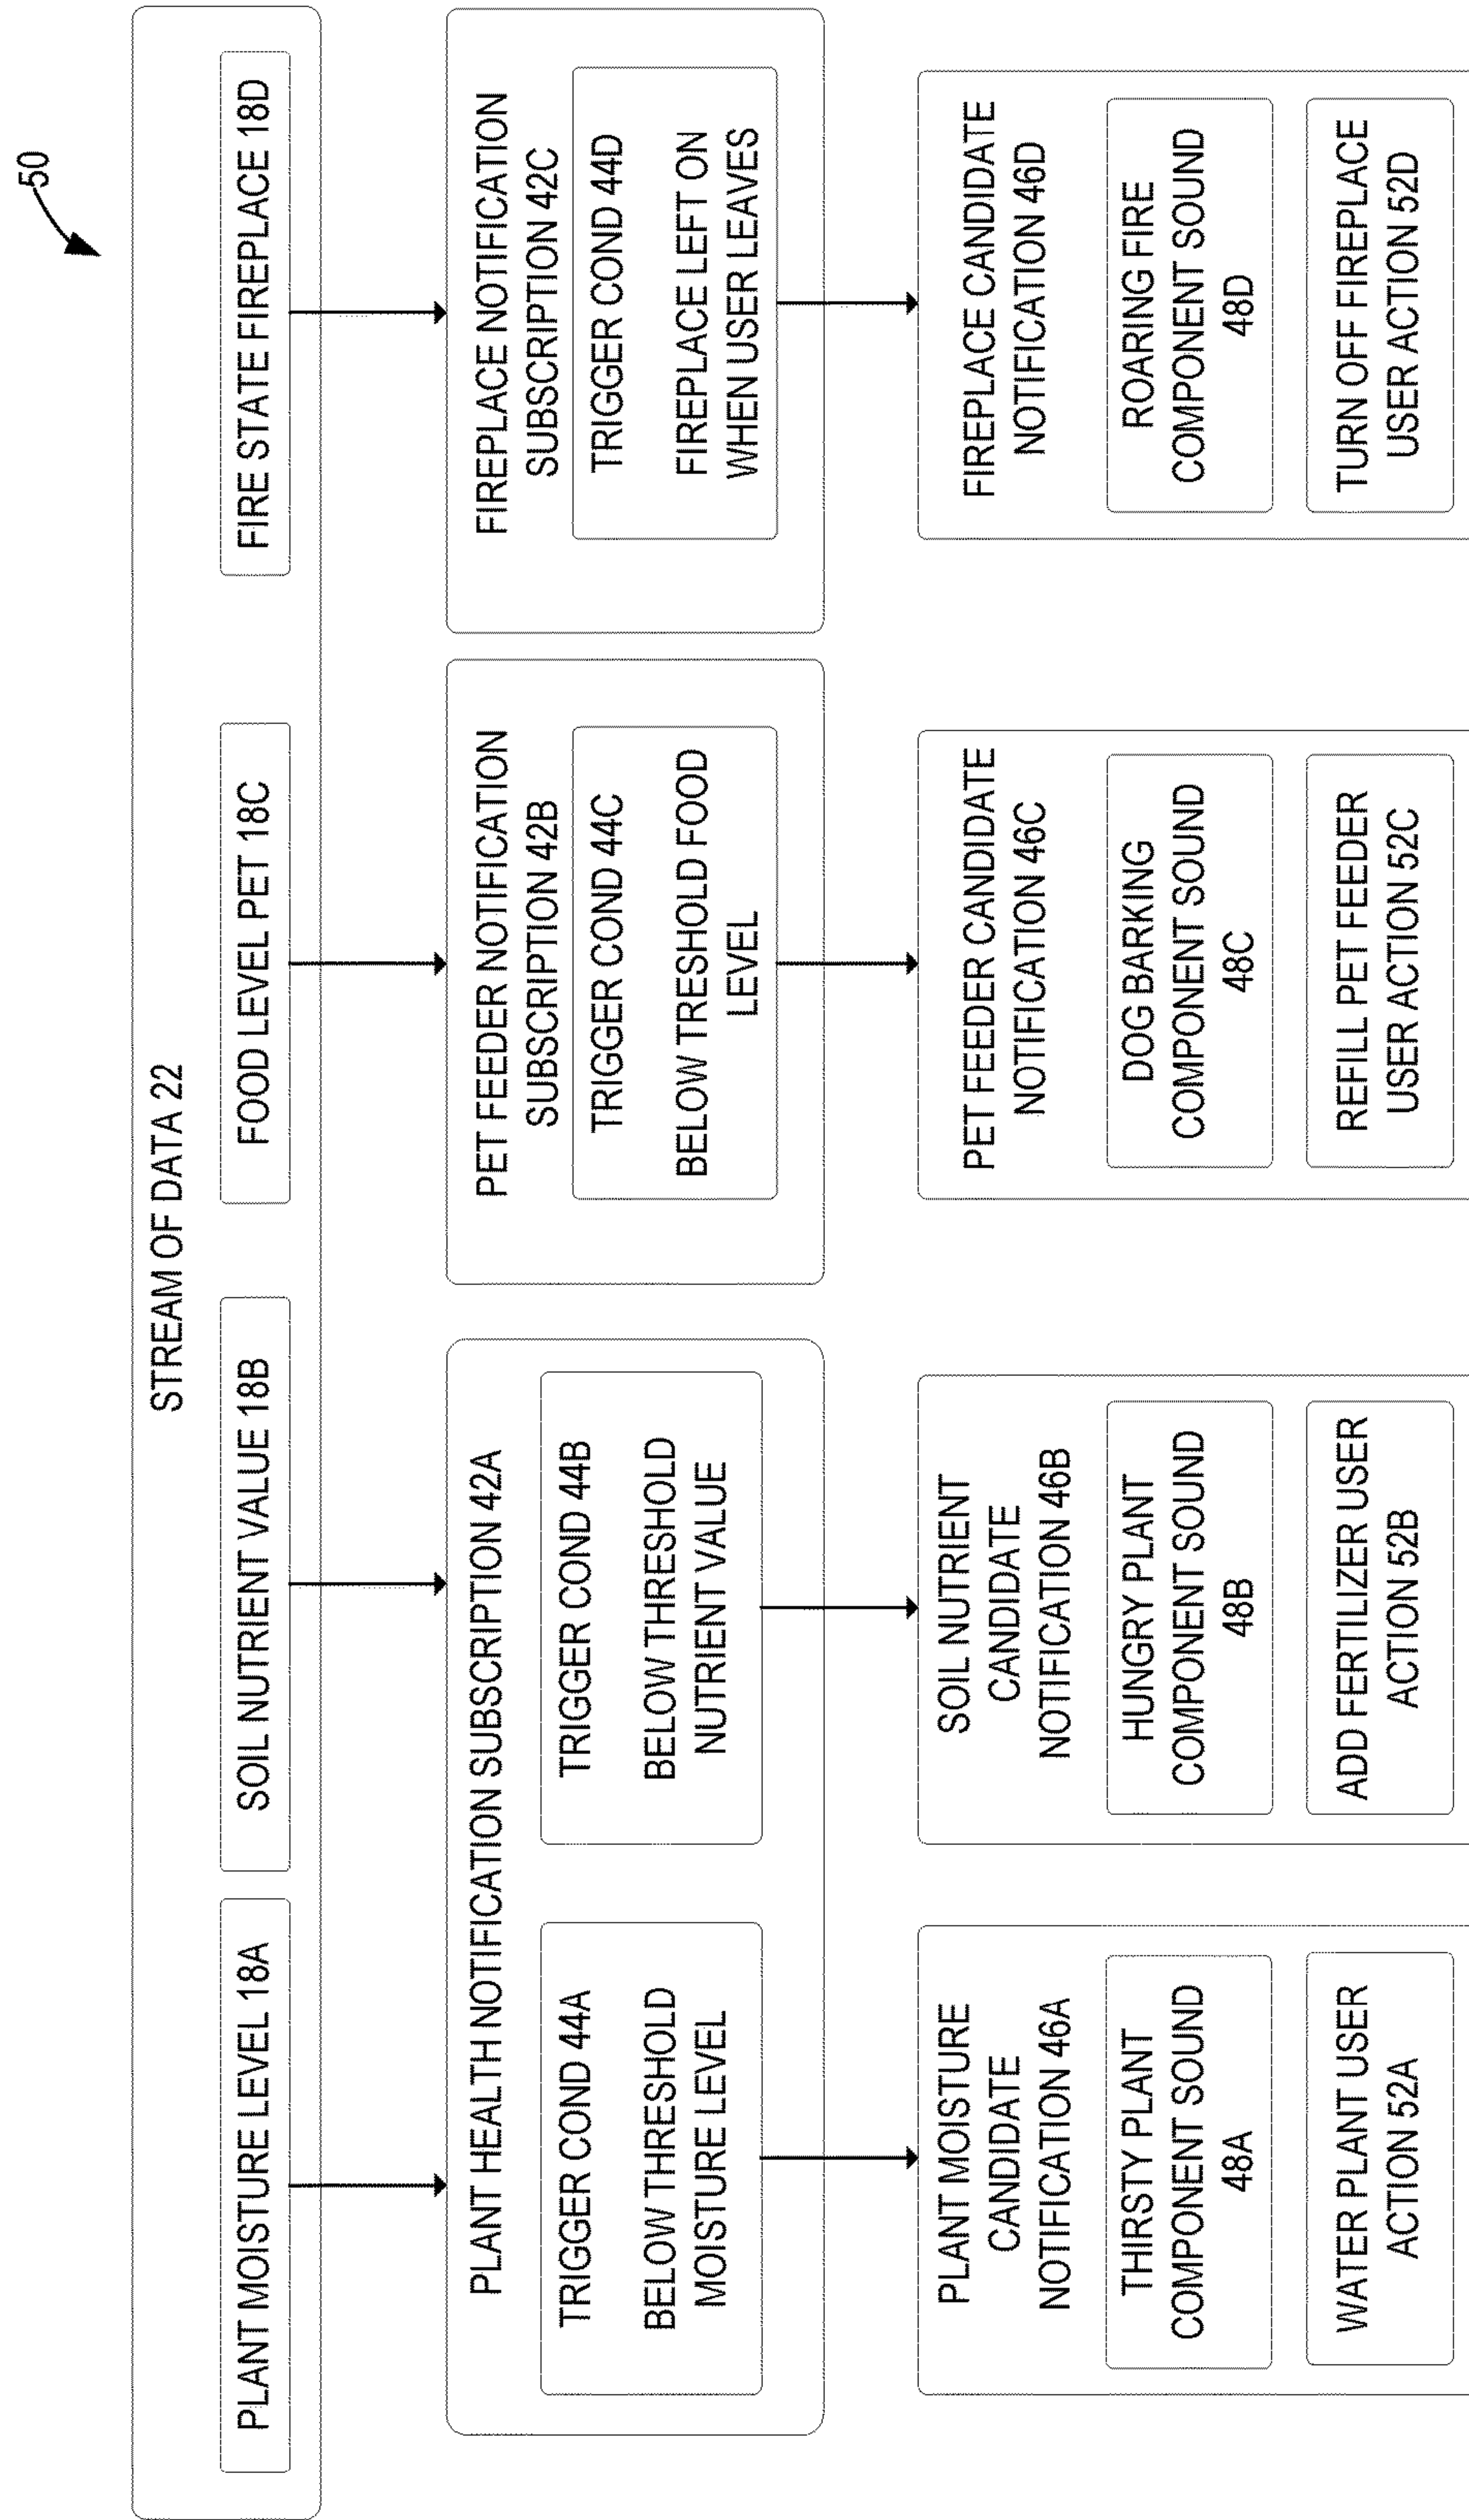 50
STREAM OF DATA 22
PLANT MOISTURE LEVEL 18A
SOIL NUTRIENT VALUE 18B
FOOD LEVEL PET 18C
FIRE STATE FIREPLACE 18D
PLANT HEALTH NOTIFICATION SUBSCRIPTION 42A
TRIGGER COND 44A
BELOW THRESHOLD
MOISTURE LEVEL
TRIGGER COND 44B
BELOW THRESHOLD
NUTRIENT VALUE
PET FEEDER NOTIFICATION
SUBSCRIPTION 42B
TRIGGER COND 44C
BELOW TRESHOLD FOOD
LEVEL
FIREPLACE NOTIFICATION
SUBSCRIPTION 42C
TRIGGER COND 44D
FIREPLACE LEFT ON
WHEN USER LEAVES
PLANT MOISTURE
CANDIDATE
NOTIFICATION 46A
THIRSTY PLANT
COMPONENT SOUND
48A
WATER PLANT USER
ACTION 52A
SOIL NUTRIENT
CANDIDATE
NOTIFICATION 46B
HUNGRY PLANT
COMPONENT SOUND
48B
ADD FERTILIZER USER
ACTION 52B
PET FEEDER CANDIDATE
NOTIFICATION 46C
DOG BARKING
COMPONENT SOUND
48C
REFILL PET FEEDER
USER ACTION 52C
FIREPLACE CANDIDATE
NOTIFICATION 46D
ROARING FIRE
COMPONENT SOUND
48D
TURN OFF FIREPLACE
USER ACTION 52D